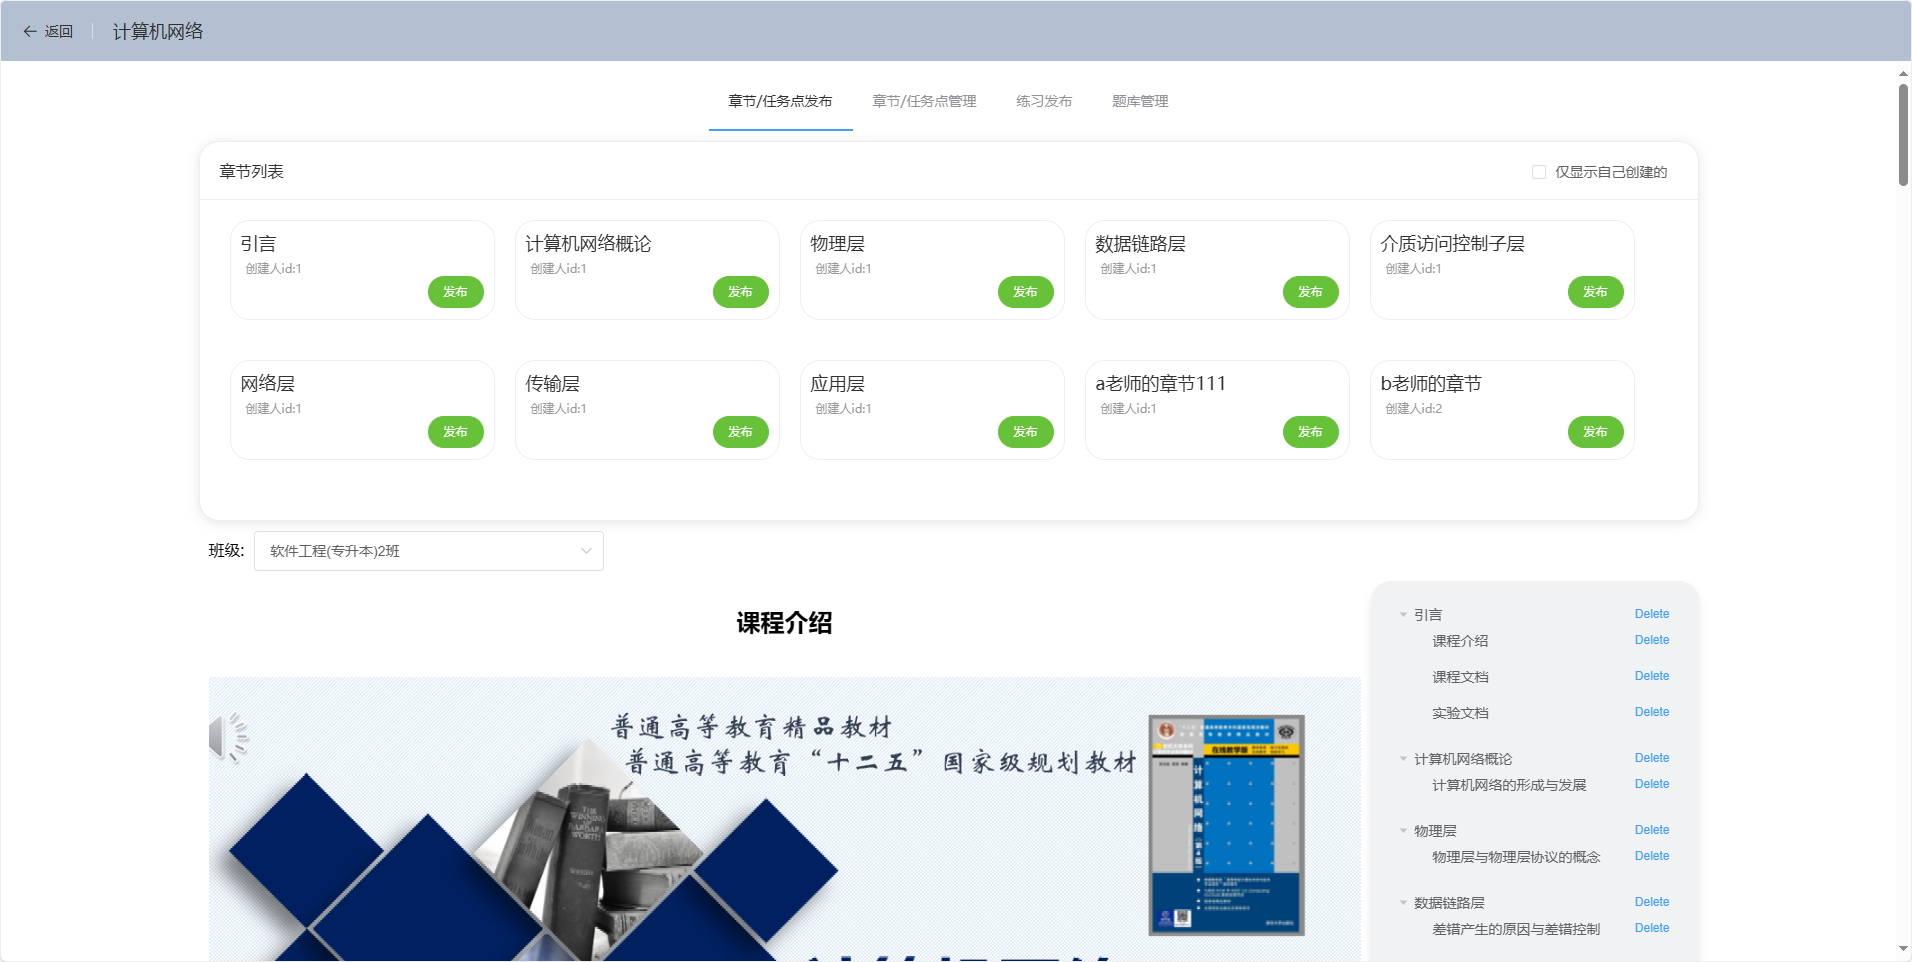 返回
计算机网络
章节/任务点发布
章节/任务点管理
练习发布
题库管理
章节列表
仅显示自己创建的
引言
创建人id:1
发布
计算机网络概论
创建人id:1
发布
物理层
创建人id:1
发布
数据链路层
创建人id:1
发布
介质访问控制子层
创建人id:1
发布
网络层
创建人id:1
发布
传输层
创建人id:1
发布
应用层
创建人id:1
发布
a老师的章节111
创建人id:1
发布
b老师的章节
创建人id:2
发布
班级:
软件工程(专升本)2班
课程介绍
普通高等教育精品教材
普通高等教育“十二五”国家级规划教材
THE
WINNING
BARBARA
WORTH
在线教学版
计算机网络(第4版)
引言 Delete
课程介绍 Delete
课程文档 Delete
实验文档 Delete
计算机网络概论 Delete
计算机网络的形成与发展 Delete
物理层 Delete
物理层与物理层协议的概念 Delete
数据链路层 Delete
差错产生的原因与差错控制 Delete